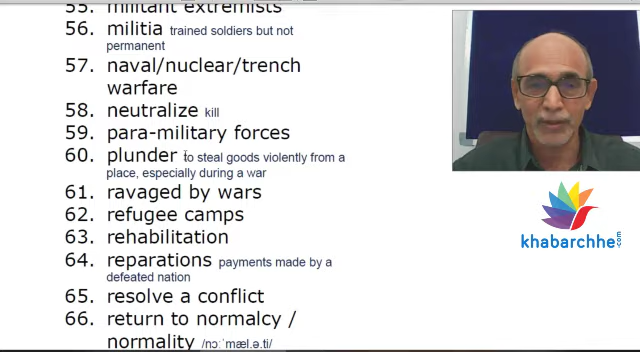 55. militant extremists
56. militia trained soldiers but not
permanent
57. naval/nuclear/trench
warfare
58. neutralize kill
59. para-military forces
60. plunder to steal goods violently from a
place, especially during a war
61. ravaged by wars
62. refugee camps
63. rehabilitation
64. reparations payments made by a
defeated nation
65. resolve a conflict
66. return to normalcy /
normality /nɔːˈmæl.ə.ti/
khabarchhe.com